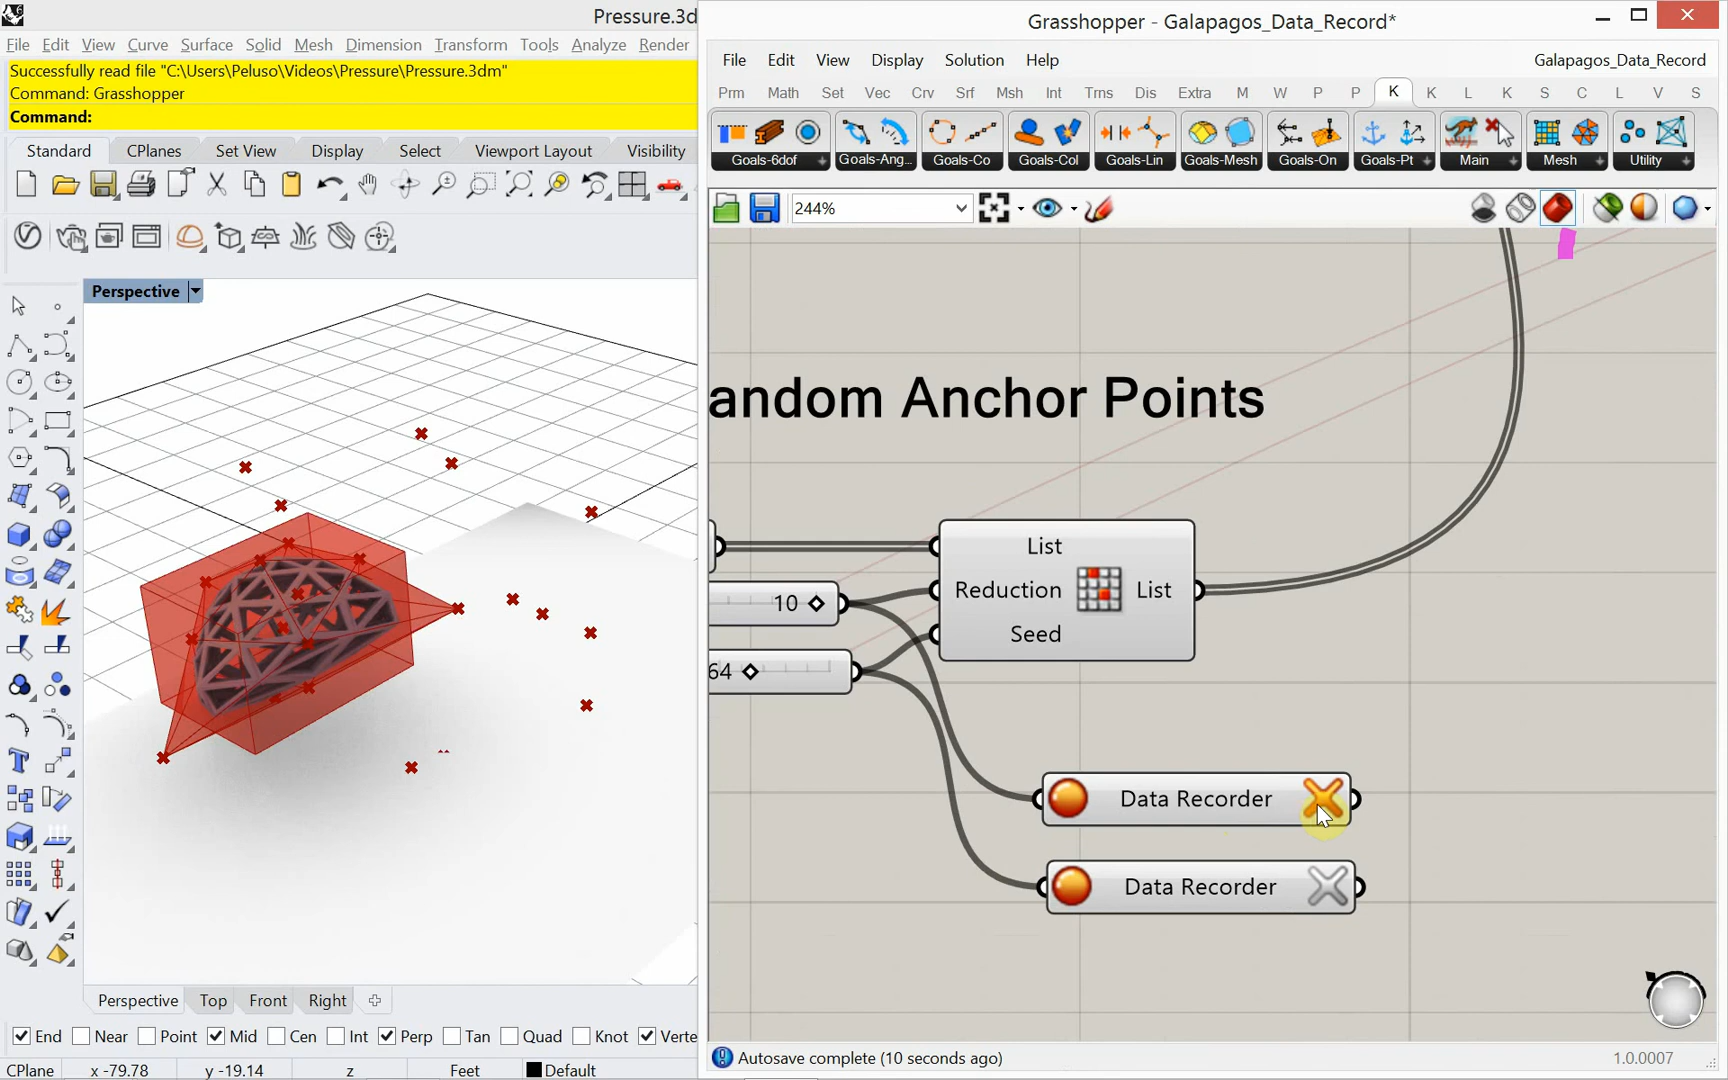 Pressure.3d
File Edit View Curve Surface Solid Mesh Dimension Transform Tools Analyze Render
Successfully read file "C:\Users\Peluso\Videos\Pressure\Pressure.3dm"
Command: Grasshopper
Command:
Standard CPlanes Set View Display Select Viewport Layout Visibility
Perspective
Perspective Top Front Right
End Near Point Mid Cen Int Perp Tan Quad Knot Verte
CPlane x -79.78 y -19.14 z Feet Default
Grasshopper - Galapagos_Data_Record*
File Edit View Display Solution Help Galapagos_Data_Record
Prm Math Set Vec Crv Srf Msh Int Trns Dis Extra M W P P K K L K S C L V S
Goals-6dof Goals-Ang... Goals-Co Goals-Col Goals-Lin Goals-Mesh Goals-On Goals-Pt Main Mesh Utility
244%
andom Anchor Points
List
Reduction List
Seed
10
64
Data Recorder
Data Recorder
Autosave complete (10 seconds ago) 1.0.0007